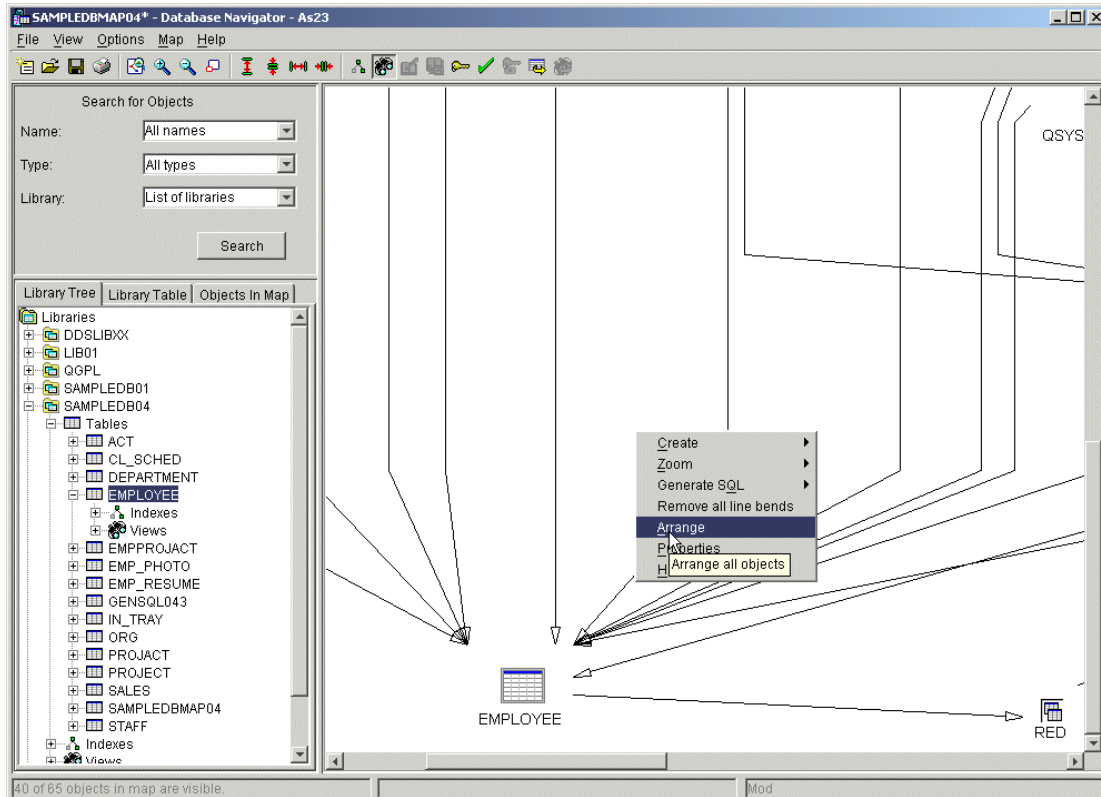 SAMPLEDBMAP04* - Database Navigator - As23
File View Options Map Help
Search for Objects
Name: All names
Type: All types
Library: List of libraries
Search
Library Tree Library Table Objects In Map
Libraries
DDSLIBXX
LIB01
QGPL
SAMPLEDB01
SAMPLEDB04
Tables
ACT
CL_SCHED
DEPARTMENT
EMPLOYEE
Indexes
Views
EMPPROJACT
EMP_PHOTO
EMP_RESUME
GENSQL043
IN_TRAY
ORG
PROJACT
PROJECT
SALES
SAMPLEDBMAP04
STAFF
Indexes
Views
QSYS
Create
Zoom
Generate SQL
Remove all line bends
Arrange
Properties
H
Arrange all objects
EMPLOYEE
RED
40 of 65 objects in map are visible.
Mod